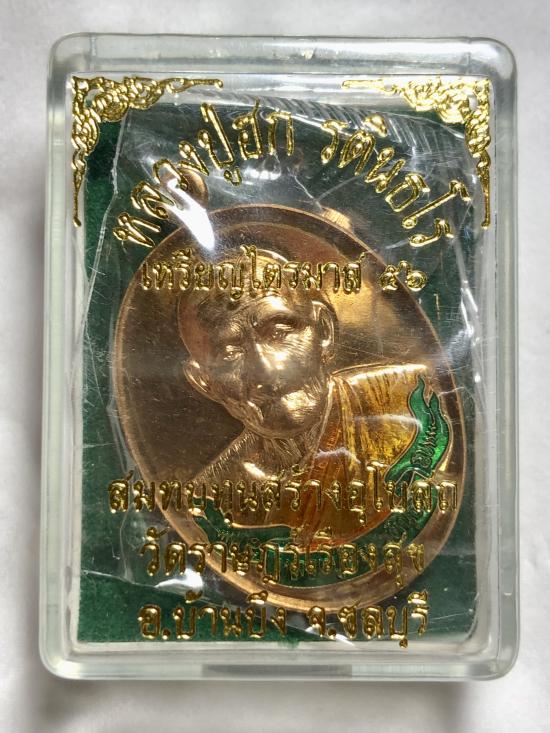 หลวงปู่ฮก รตินธโร
เหรียญไตรมาส ๕๖
สมทบทุนสร้างอุโบสถ
วัดราษฎร์เรืองสุข
อ.บ้านบึง จ.ชลบุรี